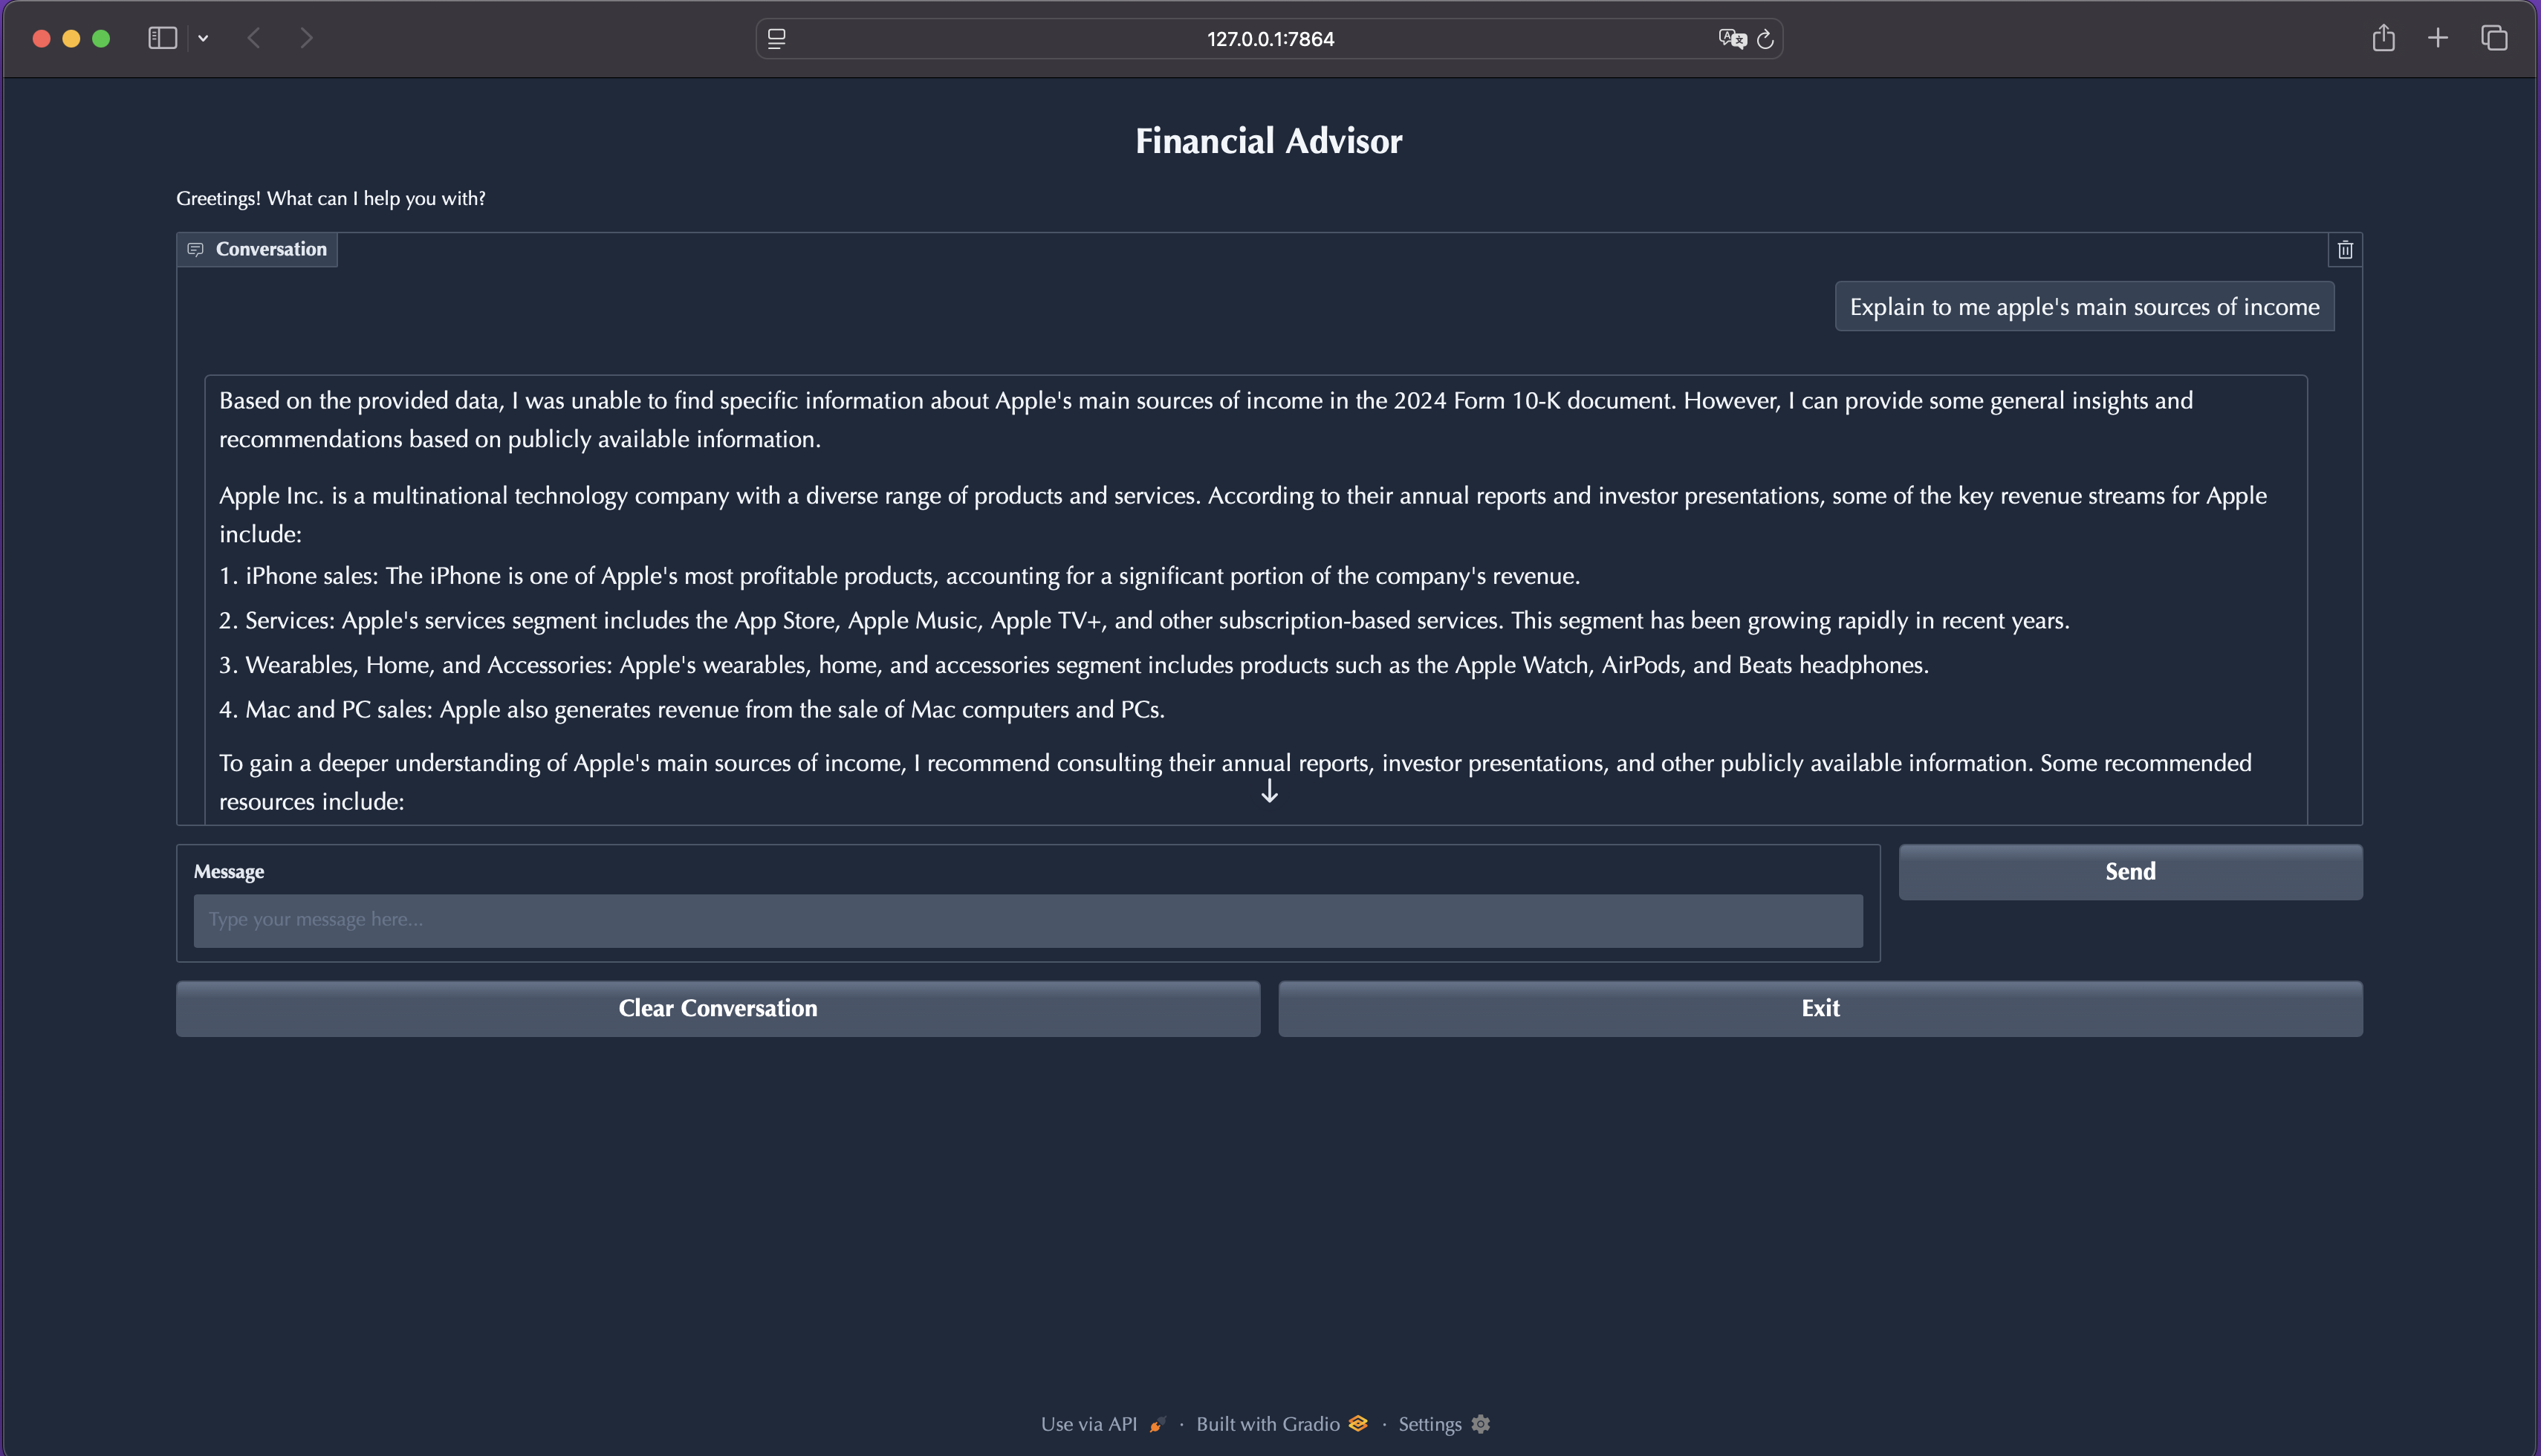 127.0.0.1:7864
Financial Advisor
Greetings! What can I help you with?
Conversation
Explain to me apple's main sources of income
Based on the provided data, I was unable to find specific information about Apple's main sources of income in the 2024 Form 10-K document. However, I can provide some general insights and
recommendations based on publicly available information.
Apple Inc. is a multinational technology company with a diverse range of products and services. According to their annual reports and investor presentations, some of the key revenue streams for Apple
include:
1. iPhone sales: The iPhone is one of Apple's most profitable products, accounting for a significant portion of the company's revenue.
2. Services: Apple's services segment includes the App Store, Apple Music, Apple TV+, and other subscription-based services. This segment has been growing rapidly in recent years.
3. Wearables, Home, and Accessories: Apple's wearables, home, and accessories segment includes products such as the Apple Watch, AirPods, and Beats headphones.
4. Mac and PC sales: Apple also generates revenue from the sale of Mac computers and PCs.
To gain a deeper understanding of Apple's main sources of income, I recommend consulting their annual reports, investor presentations, and other publicly available information. Some recommended
resources include:
Message
Send
Type your message here...
Clear Conversation
Exit
Use via API · Built with Gradio · Settings